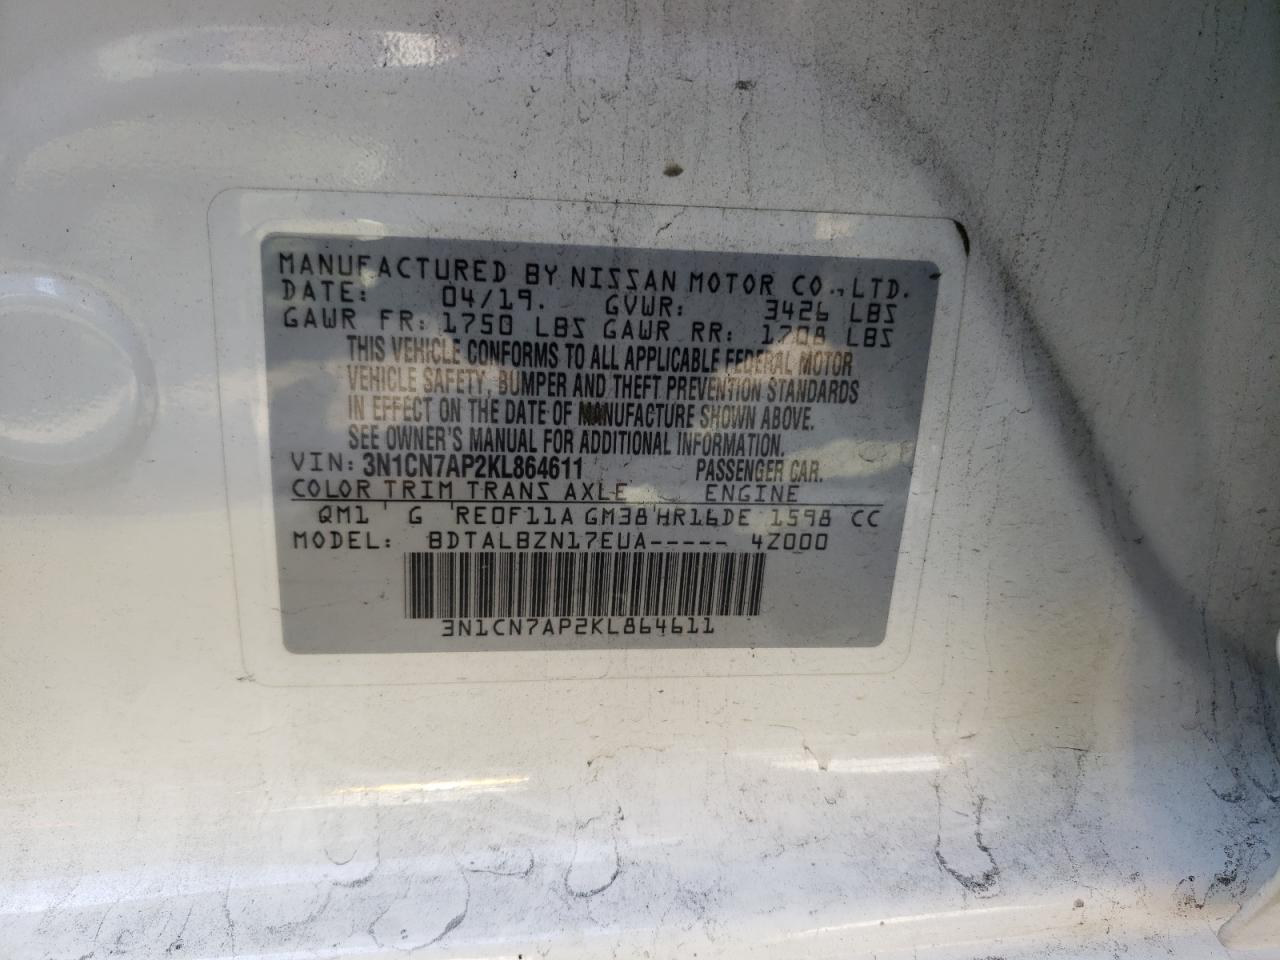 MANUFACTURED BY NISSAN MOTOR CO., LTD.
DATE: 04/19. GVWR: 3426 LBS
GAWR FR: 1750 LBS GAWR RR: 1708 LBS
THIS VEHICLE CONFORMS TO ALL APPLICABLE FEDERAL MOTOR
VEHICLE SAFETY, BUMPER AND THEFT PREVENTION STANDARDS
IN EFFECT ON THE DATE OF MANUFACTURE SHOWN ABOVE.
SEE OWNER'S MANUAL FOR ADDITIONAL INFORMATION.
VIN: 3N1CN7AP2KL864611 PASSENGER CAR.
COLOR TRIM TRANS AXLE ENGINE
QM1 G RE0F11A GM38 HR16DE 1598 CC
MODEL: BDTALBZN17EUA----- 4Z000
3N1CN7AP2KL864611